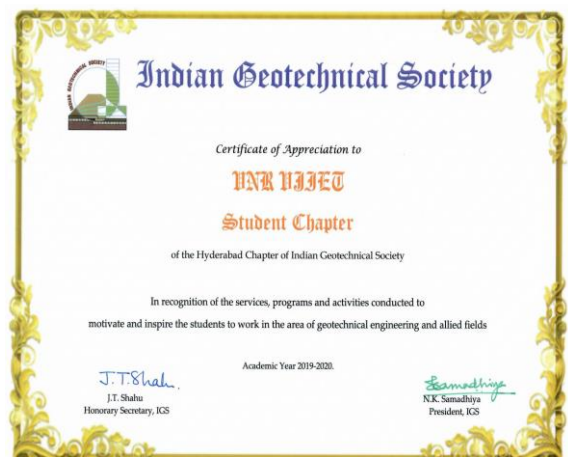 INDIAN GEOTECHNICAL SOCIETY
Indian Geotechnical Society
Certificate of Appreciation to
VNR VJIET
Student Chapter
of the Hyderabad Chapter of Indian Geotechnical Society
In recognition of the services, programs and activities conducted to
motivate and inspire the students to work in the area of geotechnical engineering and allied fields
Academic Year 2019-2020.
J.T.Shahu.
J.T. Shahu
Honorary Secretary, IGS
Samadhiya
N.K. Samadhiya
President, IGS